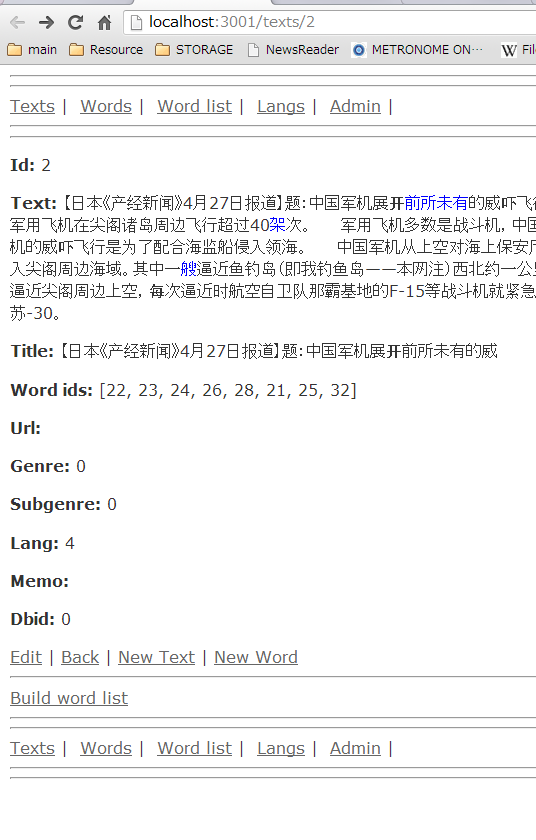 localhost:3001/texts/2
main Resource STORAGE NewsReader METRONOME ON… W
Texts | Words | Word list | Langs | Admin |
Id: 2
Text: 【日本《产经新闻》4月27日报道】题:中国军机展开前所未有的威吓飞
军用飞机在尖阁诸岛周边飞行超过40架次。 军用飞机多数是战斗机, 中
机的威吓飞行是为了配合海监船侵入领海。 中国军机从上空对海上保安
入尖阁周边海域。其中一艘逼近鱼钓岛(即我钓鱼岛——本网注)西北约一公
逼近尖阁周边上空, 每次逼近时航空自卫队那霸基地的F-15等战斗机就紧急
苏-30。
Title: 【日本《产经新闻》4月27日报道】题:中国军机展开前所未有的威
Word ids: [22, 23, 24, 26, 28, 21, 25, 32]
Url:
Genre: 0
Subgenre: 0
Lang: 4
Memo:
Dbid: 0
Edit | Back | New Text | New Word
Build word list
Texts | Words | Word list | Langs | Admin |